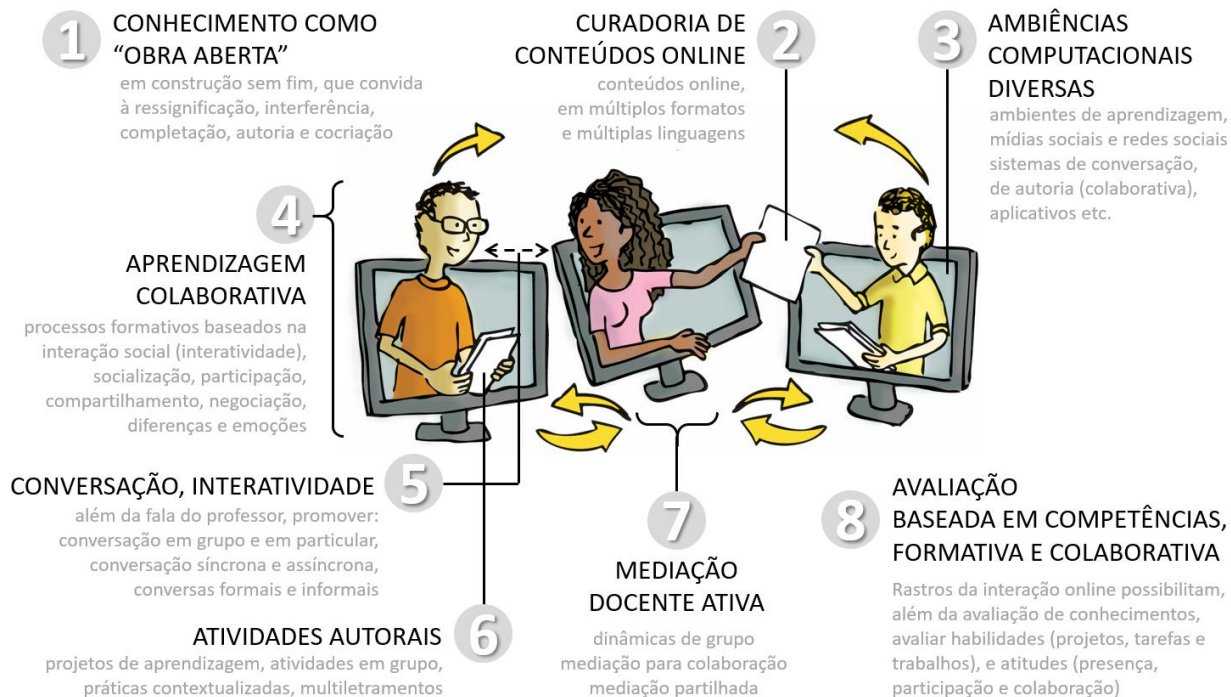 1
CONHECIMENTO COMO
“OBRA ABERTA”
em construção sem fim, que convida
à ressignificação, interferência,
completação, autoria e cocriação
CURADORIA DE
CONTEÚDOS ONLINE
2
conteúdos online,
em múltiplos formatos
e múltiplas linguagens
3
AMBIÊNCIAS
COMPUTACIONAIS
DIVERSAS
ambientes de aprendizagem,
mídias sociais e redes sociais
sistemas de conversação,
de autoria (colaborativa),
aplicativos etc.
4
APRENDIZAGEM
COLABORATIVA
processos formativos baseados na
interação social (interatividade),
socialização, participação,
compartilhamento, negociação,
diferenças e emoções
CONVERSAÇÃO, INTERATIVIDADE
5
além da fala do professor, promover:
conversação em grupo e em particular,
conversação síncrona e assíncrona,
conversas formais e informais
ATIVIDADES AUTORAIS
6
projetos de aprendizagem, atividades em grupo,
práticas contextualizadas, multiletramentos
7
MEDIAÇÃO
DOCENTE ATIVA
dinâmicas de grupo
mediação para colaboração
mediação partilhada
8
AVALIAÇÃO
BASEADA EM COMPETÊNCIAS,
FORMATIVA E COLABORATIVA
Rastros da interação online possibilitam,
além da avaliação de conhecimentos,
avaliar habilidades (projetos, tarefas e
trabalhos), e atitudes (presença,
participação e colaboração)